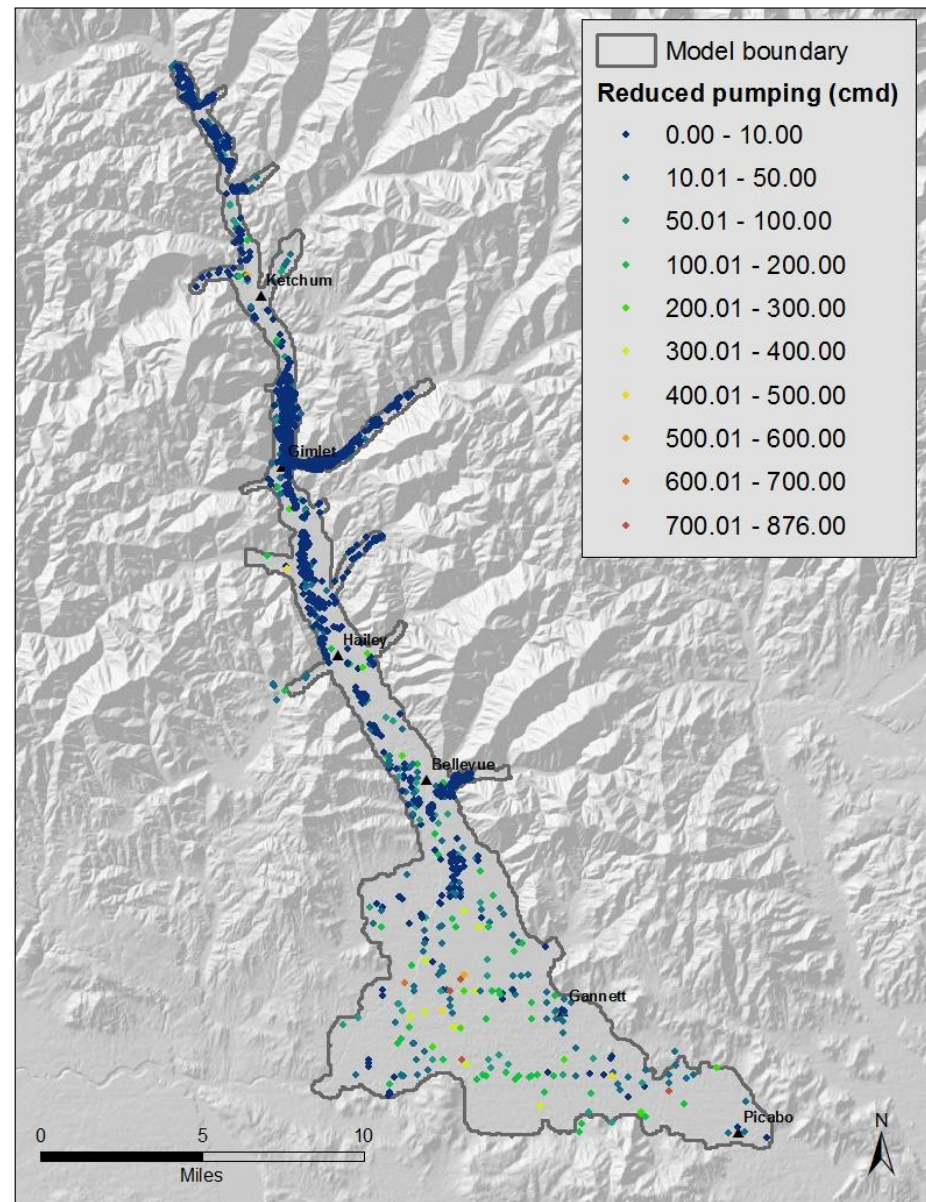 Model boundary
Reduced pumping (cmd)
0.00 - 10.00
10.01 - 50.00
50.01 - 100.00
100.01 - 200.00
200.01 - 300.00
300.01 - 400.00
400.01 - 500.00
500.01 - 600.00
600.01 - 700.00
700.01 - 876.00
Ketchum
Gimlet
Hailey
Bellevue
Gannett
Picabo
0 5 10
Miles
N